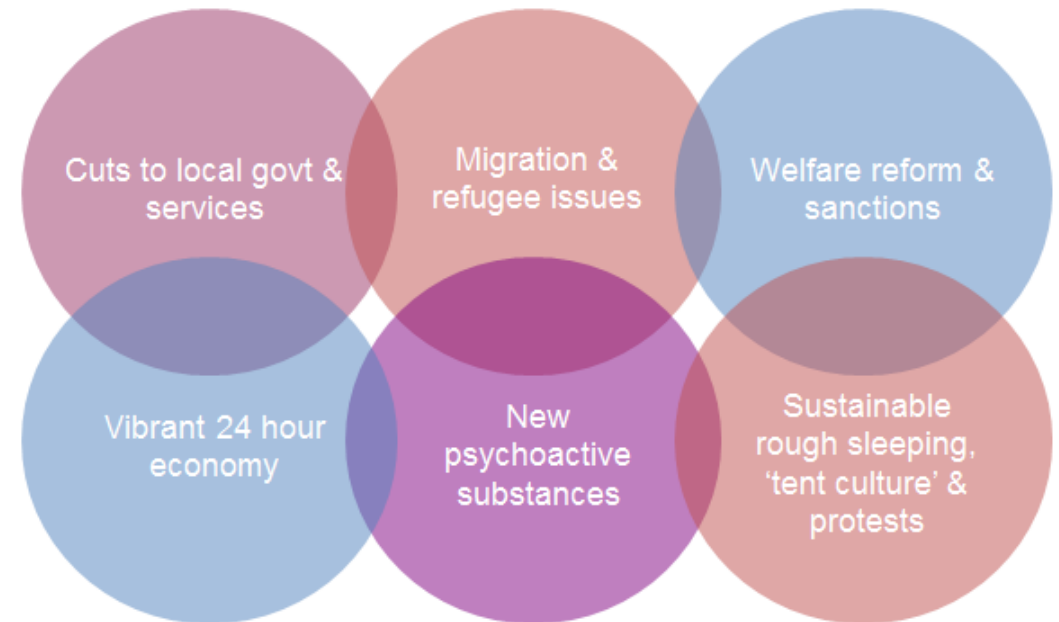 Cuts to local govt &
services
Migration &
refugee issues
Welfare reform &
sanctions
Vibrant 24 hour
economy
New
psychoactive
substances
Sustainable
rough sleeping,
‘tent culture’ &
protests